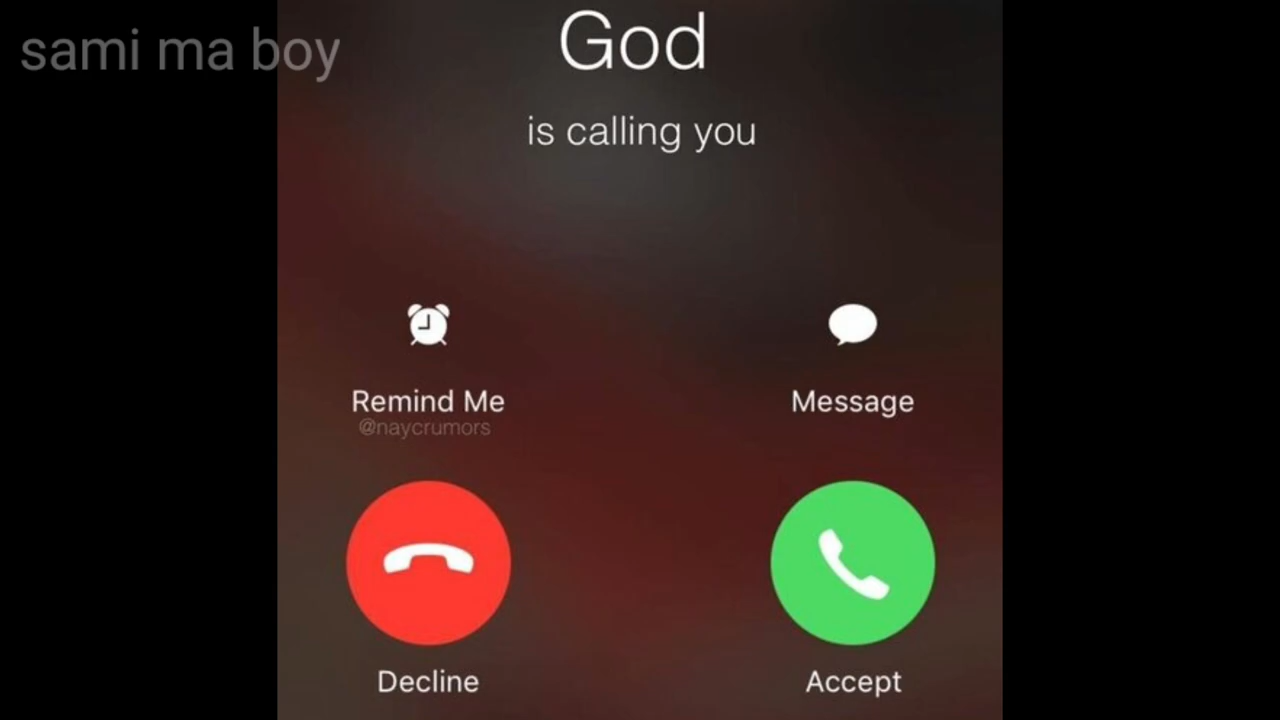 sami ma boy
God
is calling you
Remind Me
Message
@naycrumors
Decline
Accept